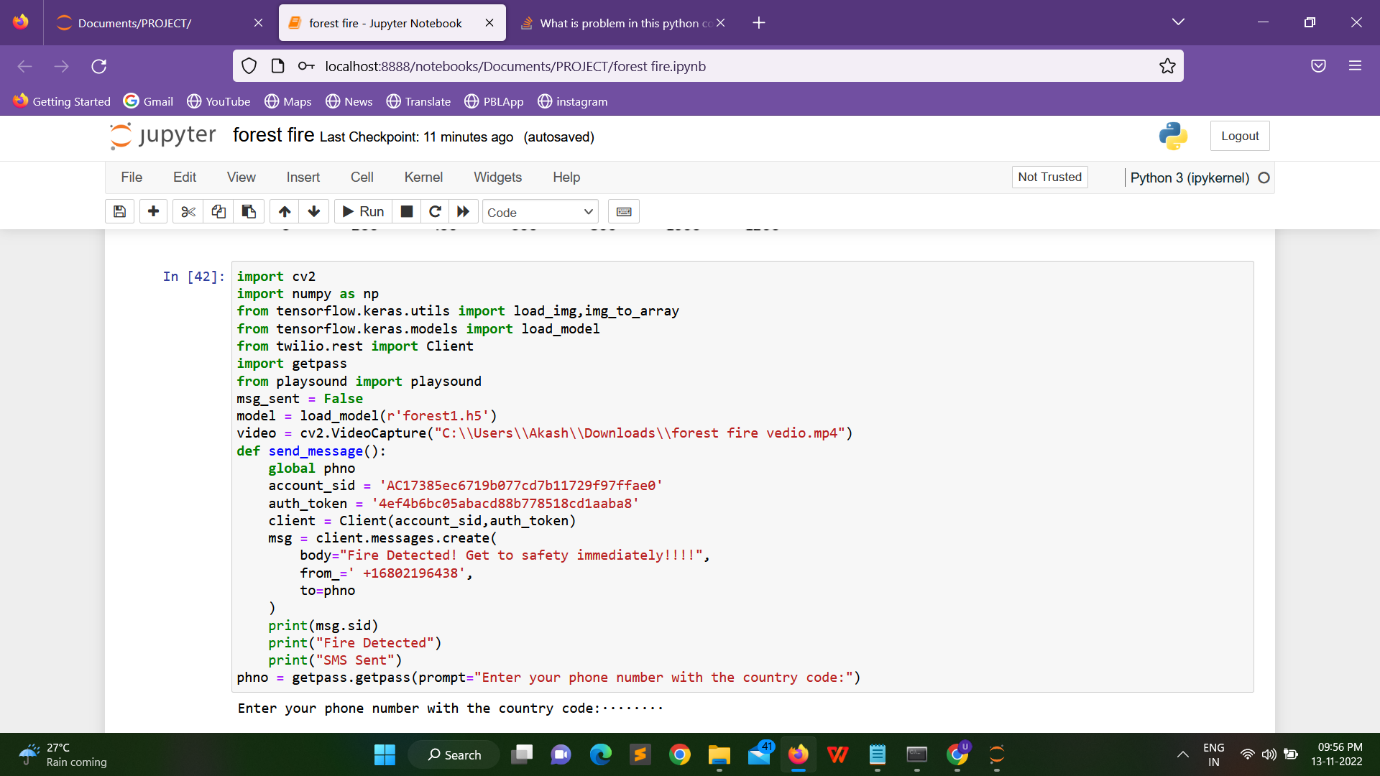 Documents/PROJECT/
forest fire - Jupyter Notebook
What is problem in this python co
localhost:8888/notebooks/Documents/PROJECT/forest fire.ipynb
Getting Started
Gmail
YouTube
Maps
News
Translate
PBLApp
instagram
jupyter
forest fire Last Checkpoint: 11 minutes ago (autosaved)
Logout
File
Edit
View
Insert
Cell
Kernel
Widgets
Help
Not Trusted
Python 3 (ipykernel)
Run
Code
In [42]:
import cv2
import numpy as np
from tensorflow.keras.utils import load_img,img_to_array
from tensorflow.keras.models import load_model
from twilio.rest import Client
import getpass
from playsound import playsound
msg_sent = False
model = load_model(r'forest1.h5')
video = cv2.VideoCapture("C:\\Users\\Akash\\Downloads\\forest fire vedio.mp4")
def send_message():
    global phno
    account_sid = 'AC17385ec6719b077cd7b11729f97ffae0'
    auth_token = '4ef4b6bc05abacd88b778518cd1aaba8'
    client = Client(account_sid,auth_token)
    msg = client.messages.create(
        body="Fire Detected! Get to safety immediately!!!!",
        from_=' +16802196438',
        to=phno
    )
    print(msg.sid)
    print("Fire Detected")
    print("SMS Sent")
phno = getpass.getpass(prompt="Enter your phone number with the country code:")
Enter your phone number with the country code:········
27°C
Rain coming
Search
41
U
ENG
IN
09:56 PM
13-11-2022